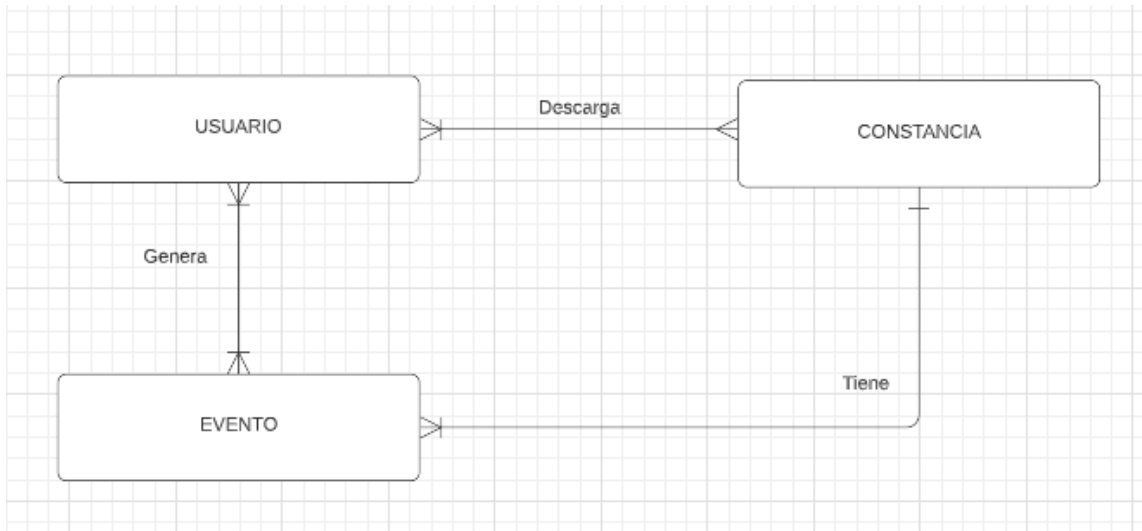 Descarga
USUARIO
CONSTANCIA
Genera
Tiene
EVENTO